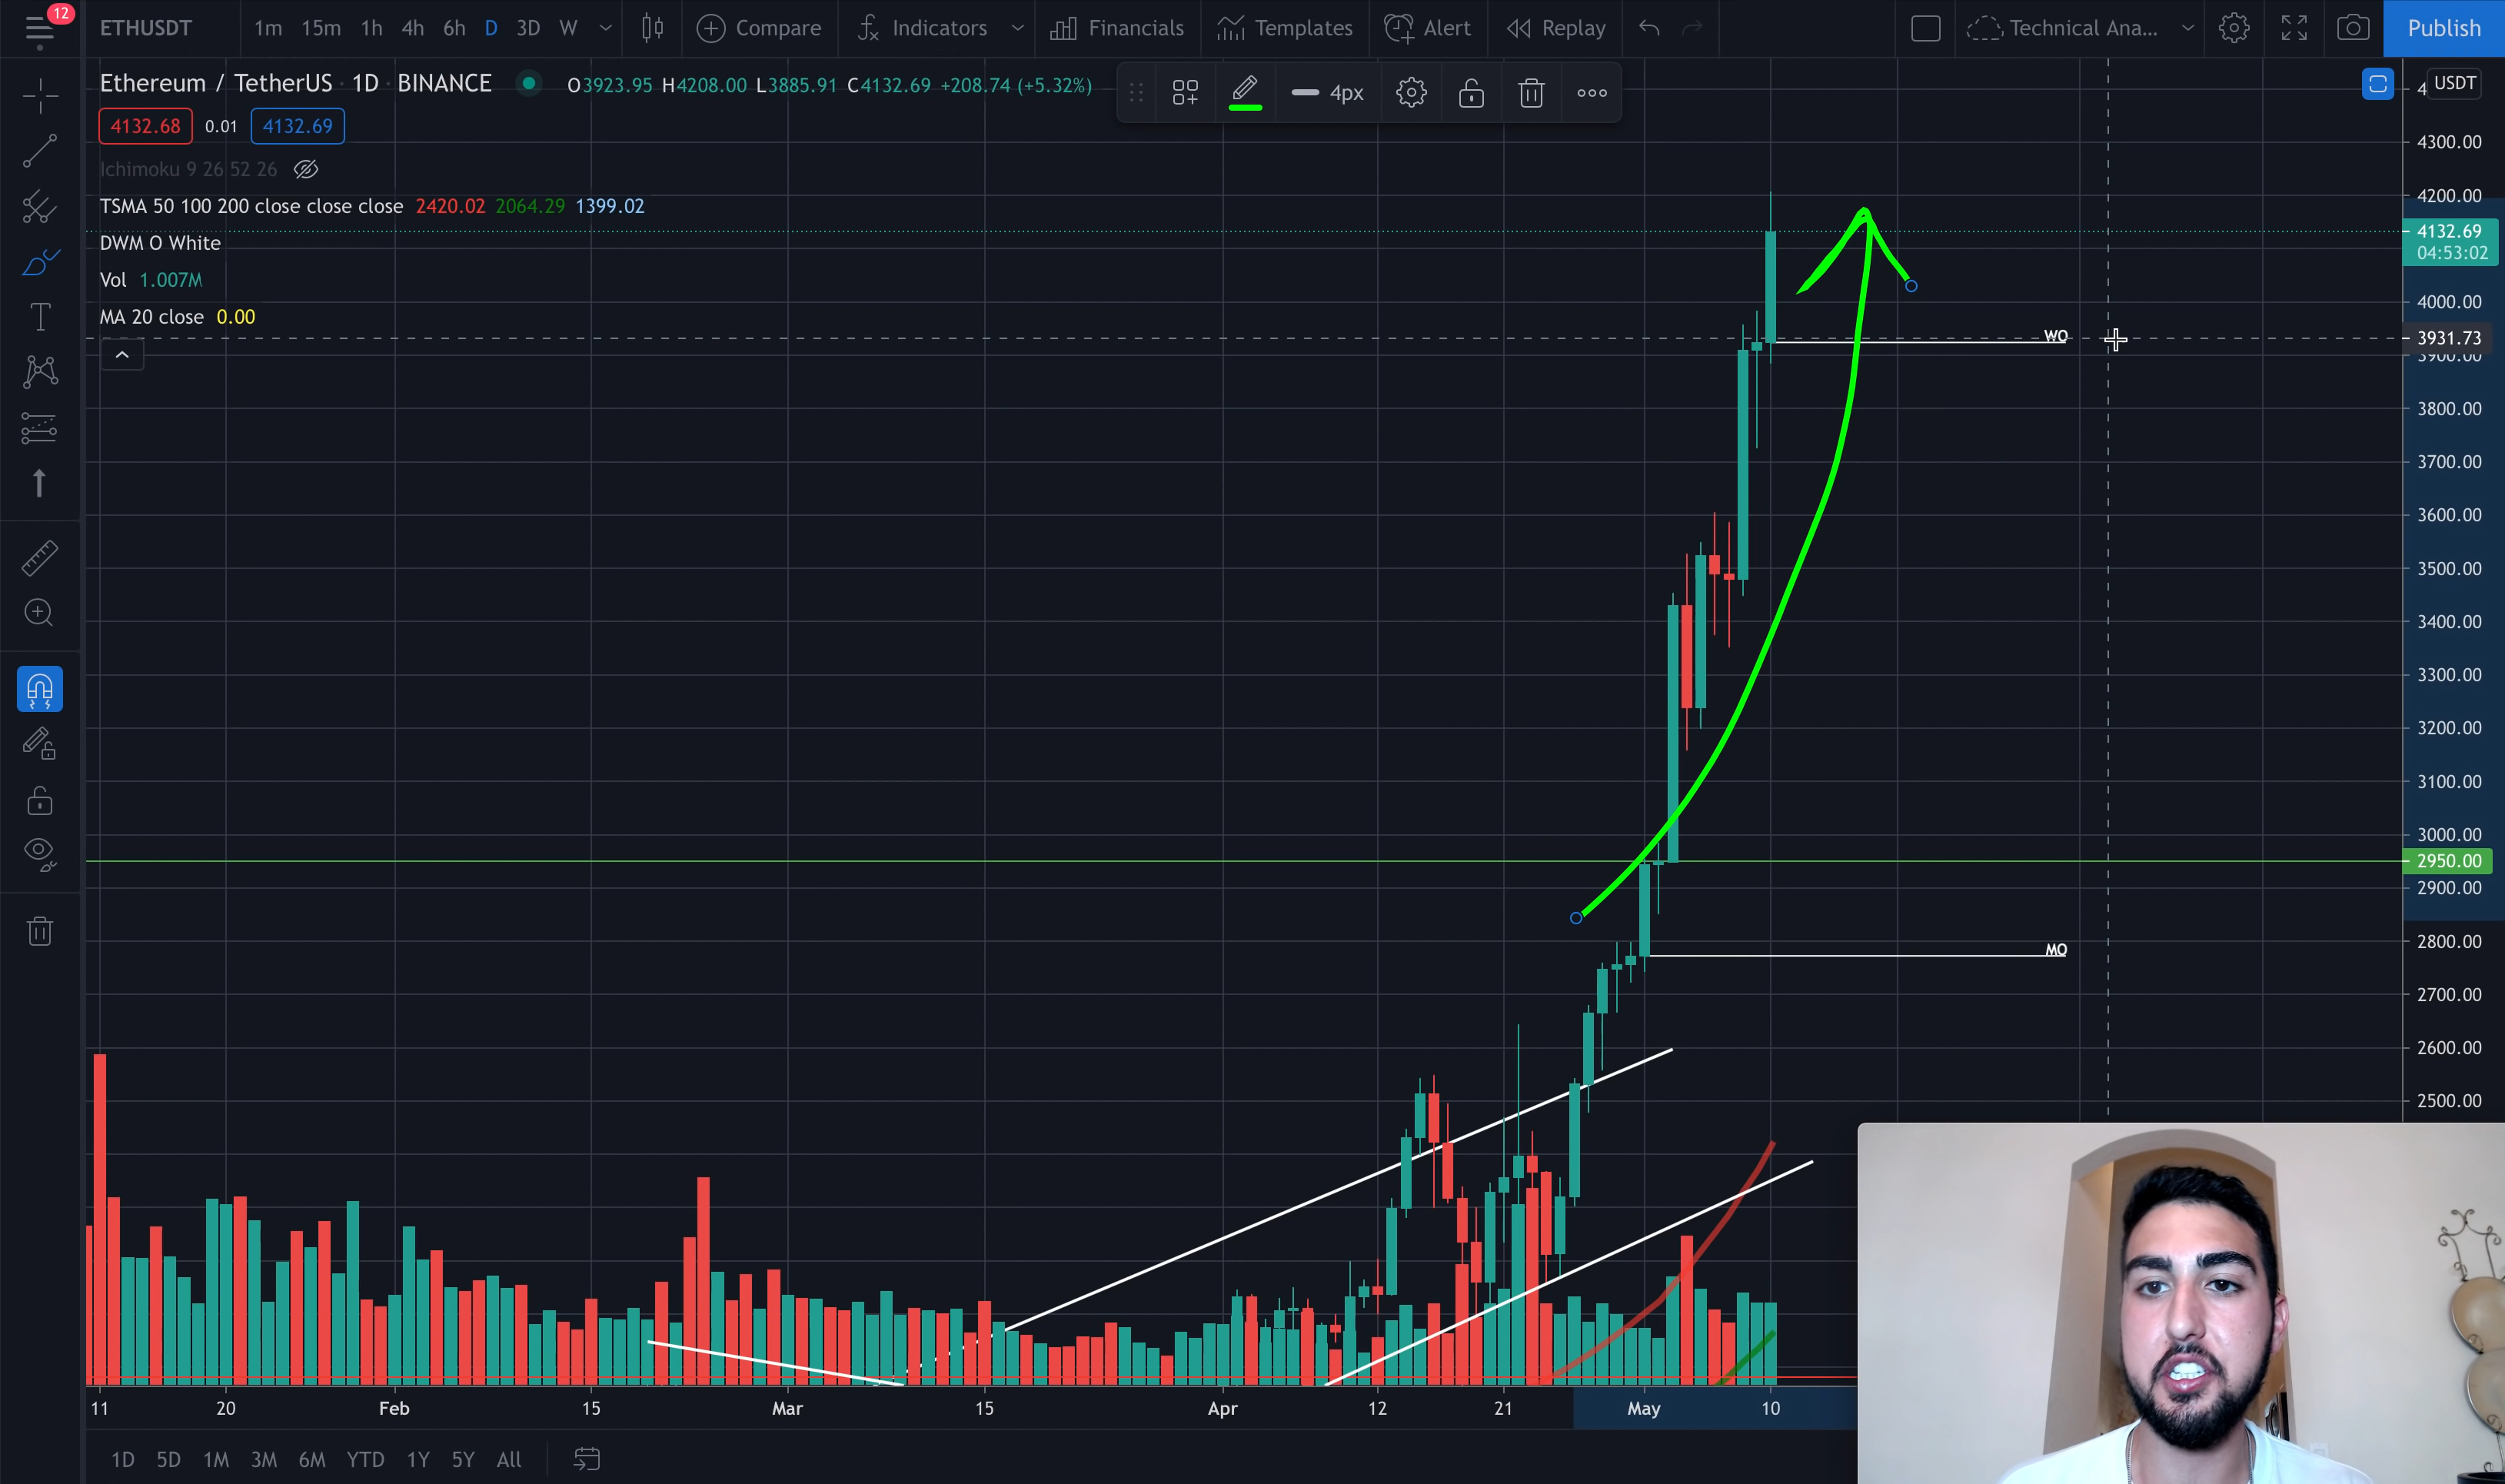 12
ETHUSDT 1m 15m 1h 4h 6h D 3D W Compare Indicators Financials Templates Alert Replay Technical Ana... Publish
Ethereum / TetherUS · 1D · BINANCE O3923.95 H4208.00 L3885.91 C4132.69 +208.74 (+5.32%)
4px
USDT
4132.68 0.01 4132.69
Ichimoku 9 26 52 26
TSMA 50 100 200 close close close 2420.02 2064.29 1399.02
DWM O White
Vol 1.007M
MA 20 close 0.00
4300.00
4200.00
4132.69
04:53:02
4000.00
WO
3931.73
3900.00
3800.00
3700.00
3600.00
3500.00
3400.00
3300.00
3200.00
3100.00
3000.00
2950.00
2900.00
MO
2800.00
2700.00
2600.00
2500.00
11 20 Feb 15 Mar 15 Apr 12 21 May 10
1D 5D 1M 3M 6M YTD 1Y 5Y All